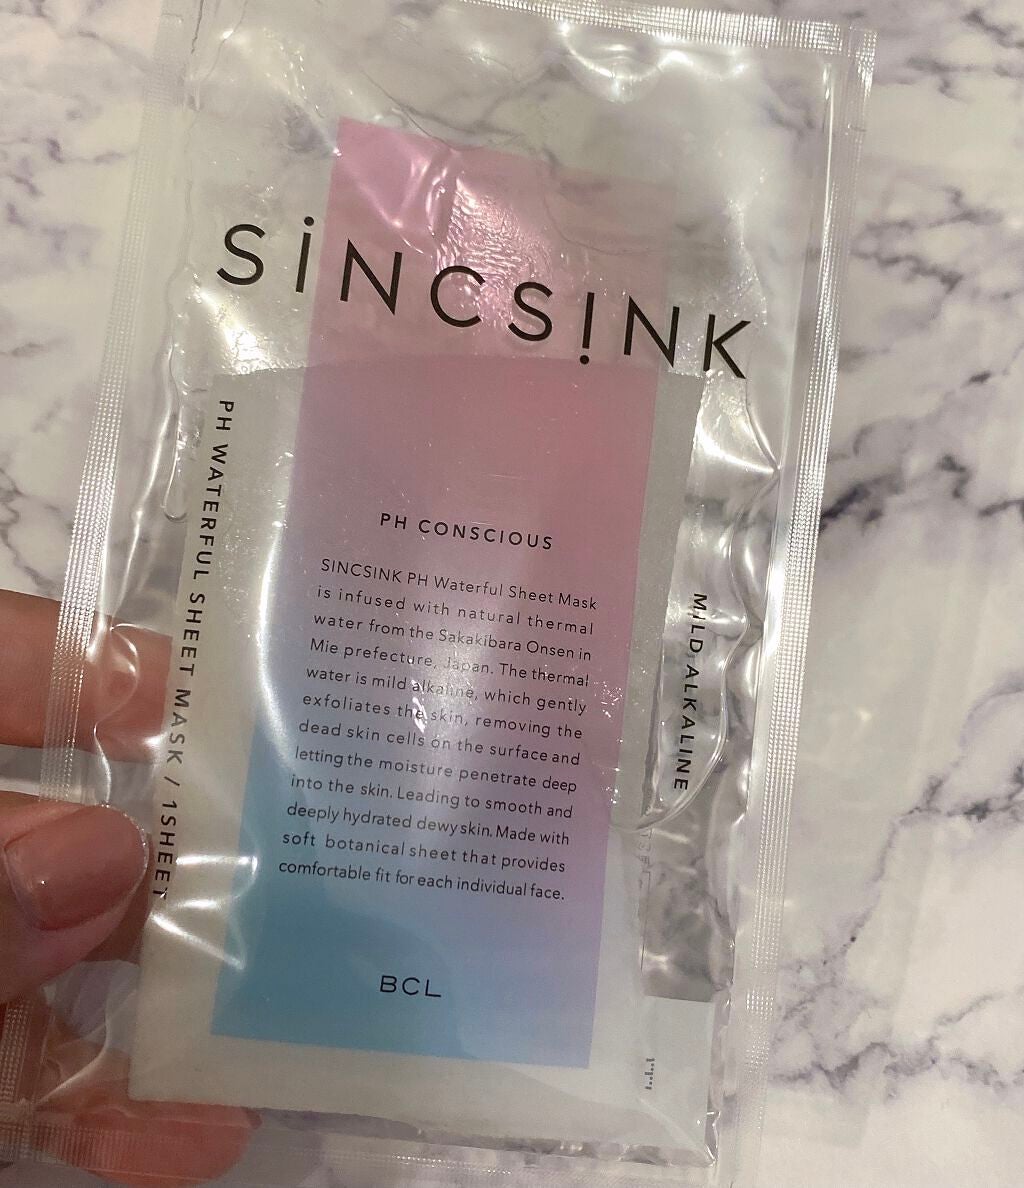 SiNCS!NK
PH WATERFUL SHEET MASK / 1SHEET
PH CONSCIOUS
SINCSINK PH Waterful Sheet Mask
is infused with natural thermal
water from the Sakakibara Onsen in
Mie prefecture, Japan. The thermal
water is mild alkaline, which gently
exfoliates the skin, removing the
dead skin cells on the surface and
letting the moisture penetrate deep
into the skin. Leading to smooth and
deeply hydrated dewy skin. Made with
soft botanical sheet that provides
comfortable fit for each individual face.
MILD ALKALINE
BCL